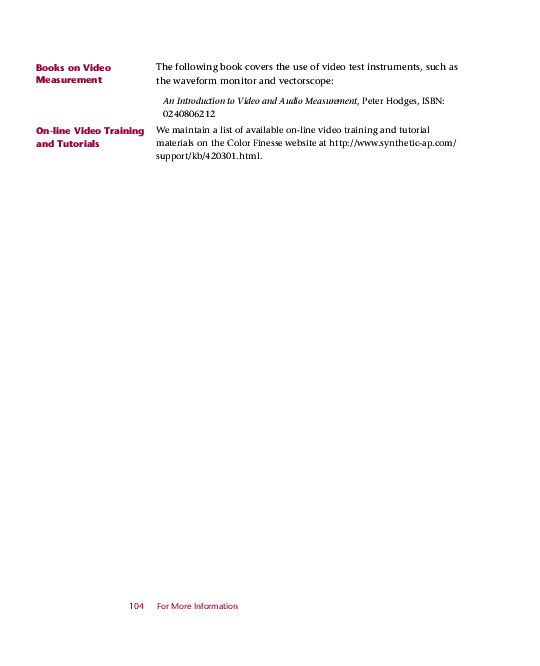 Books on Video
Measurement
The following book covers the use of video test instruments, such as
the waveform monitor and vectorscope:
An Introduction to Video and Audio Measurement, Peter Hodges, ISBN:
0240806212
On-line Video Training
and Tutorials
We maintain a list of available on-line video training and tutorial
materials on the Color Finesse website at http://www.synthetic-ap.com/
support/kb/420301.html.
104 For More Information